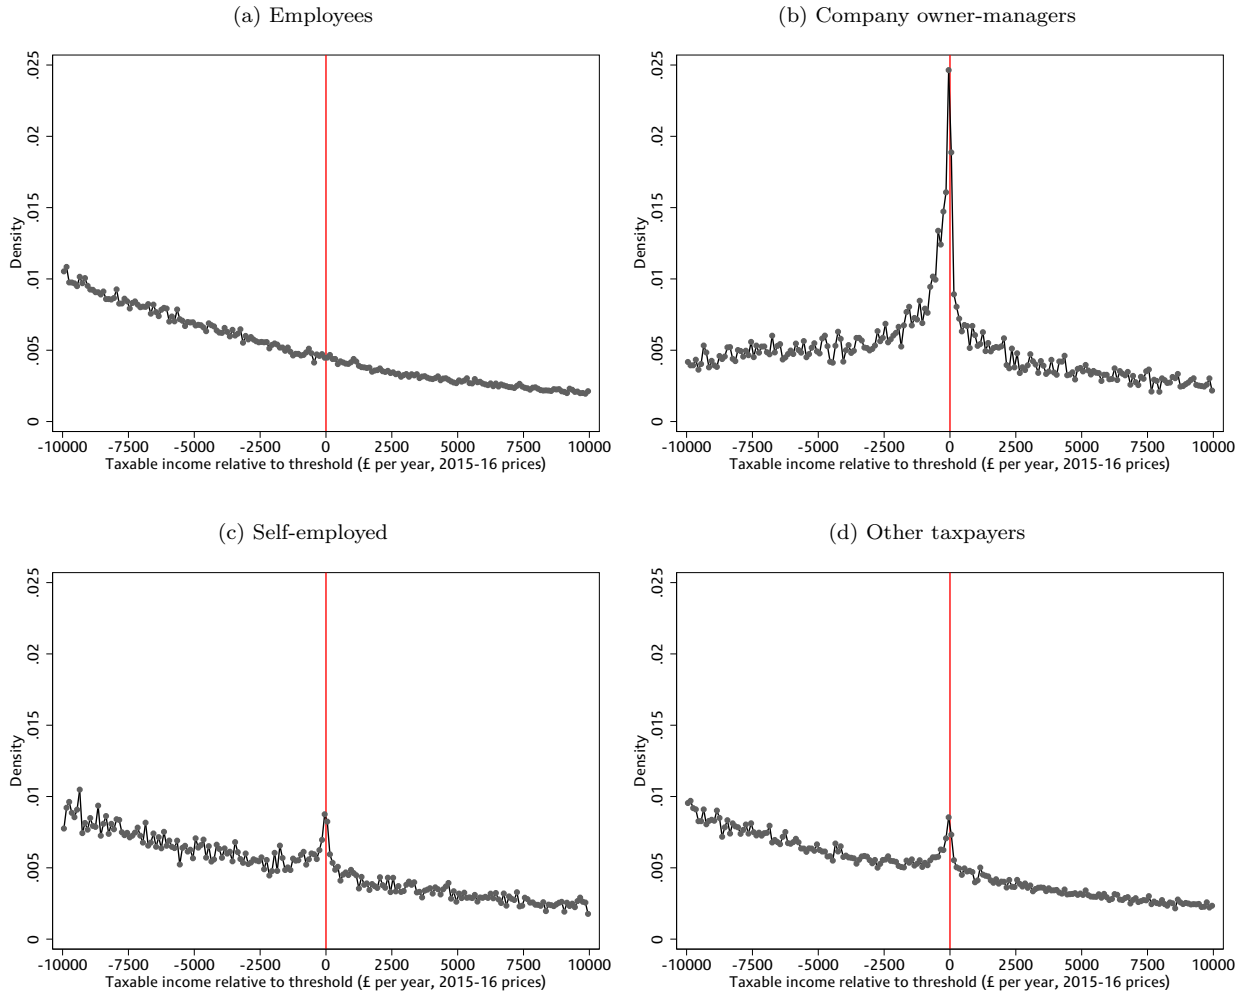 (a) Employees
(b) Company owner-managers
Density
.025
.02
.015
.01
.005
0
-10000 -7500 -5000 -2500 0 2500 5000 7500 10000
Taxable income relative to threshold (£ per year, 2015-16 prices)
Density
.025
.02
.015
.01
.005
0
-10000 -7500 -5000 -2500 0 2500 5000 7500 10000
Taxable income relative to threshold (£ per year, 2015-16 prices)
(c) Self-employed
(d) Other taxpayers
Density
.025
.02
.015
.01
.005
0
-10000 -7500 -5000 -2500 0 2500 5000 7500 10000
Taxable income relative to threshold (£ per year, 2015-16 prices)
Density
.025
.02
.015
.01
.005
0
-10000 -7500 -5000 -2500 0 2500 5000 7500 10000
Taxable income relative to threshold (£ per year, 2015-16 prices)